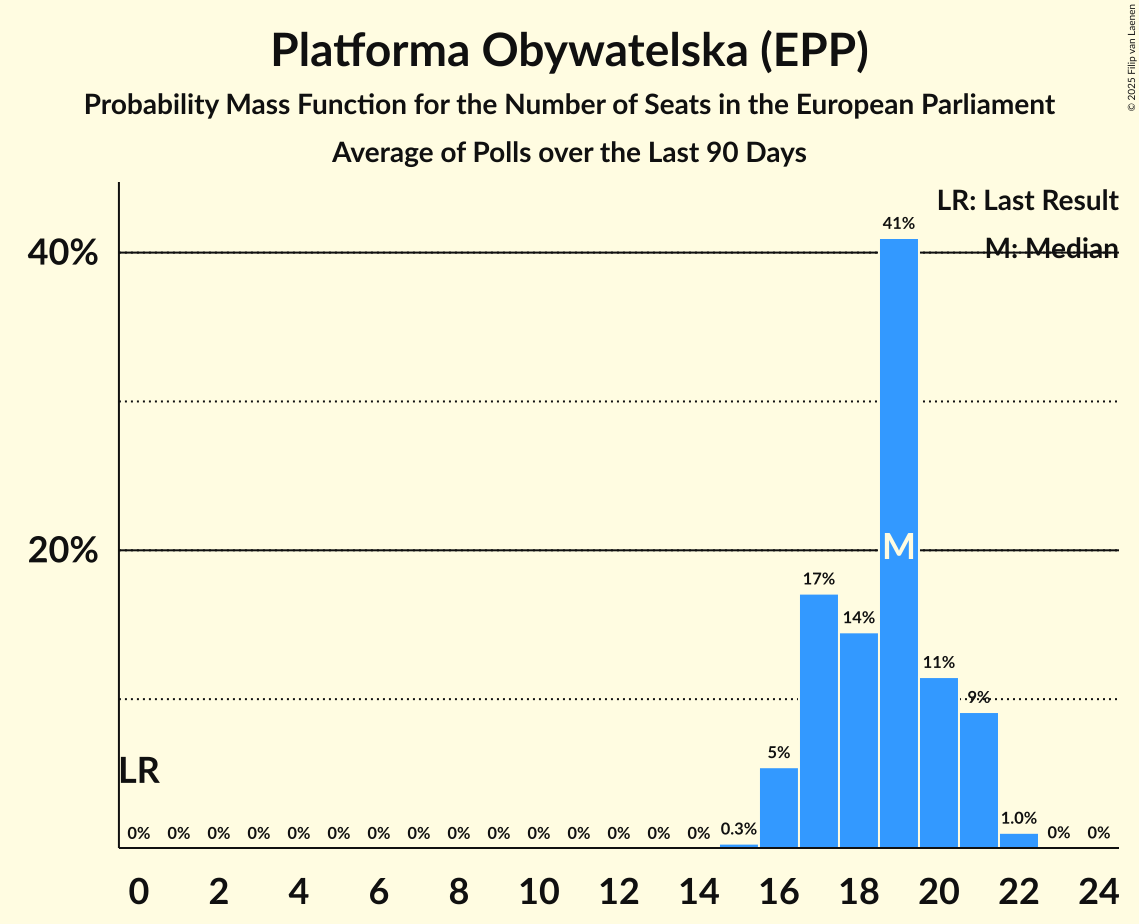 Platforma Obywatelska (EPP)
Probability Mass Function for the Number of Seats in the European Parliament
Average of Polls over the Last 90 Days
© 2025 Filip van Laenen
LR: Last Result
M: Median
40%
20%
41%
M
17%
14%
11%
9%
5%
LR
0% 0% 0% 0% 0% 0% 0% 0% 0% 0% 0% 0% 0% 0% 0% 0.3% 1.0% 0% 0%
0 2 4 6 8 10 12 14 16 18 20 22 24